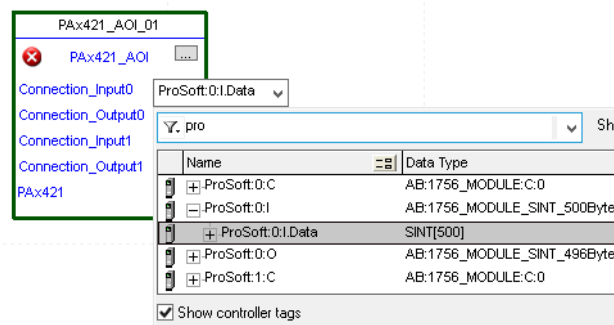 PAx421_AOI_01
PAx421_AOI ...
Connection_Input0
ProSoft:0:I.Data
Connection_Output0
pro
Sh
Connection_Input1
Connection_Output1
Name
Data Type
PAx421
ProSoft:0:C
AB:1756_MODULE:C:0
ProSoft:0:I
AB:1756_MODULE_SINT_500Byte
ProSoft:0:I.Data
SINT[500]
ProSoft:0:O
AB:1756_MODULE_SINT_496Byte
ProSoft:1:C
AB:1756_MODULE:C:0
Show controller tags